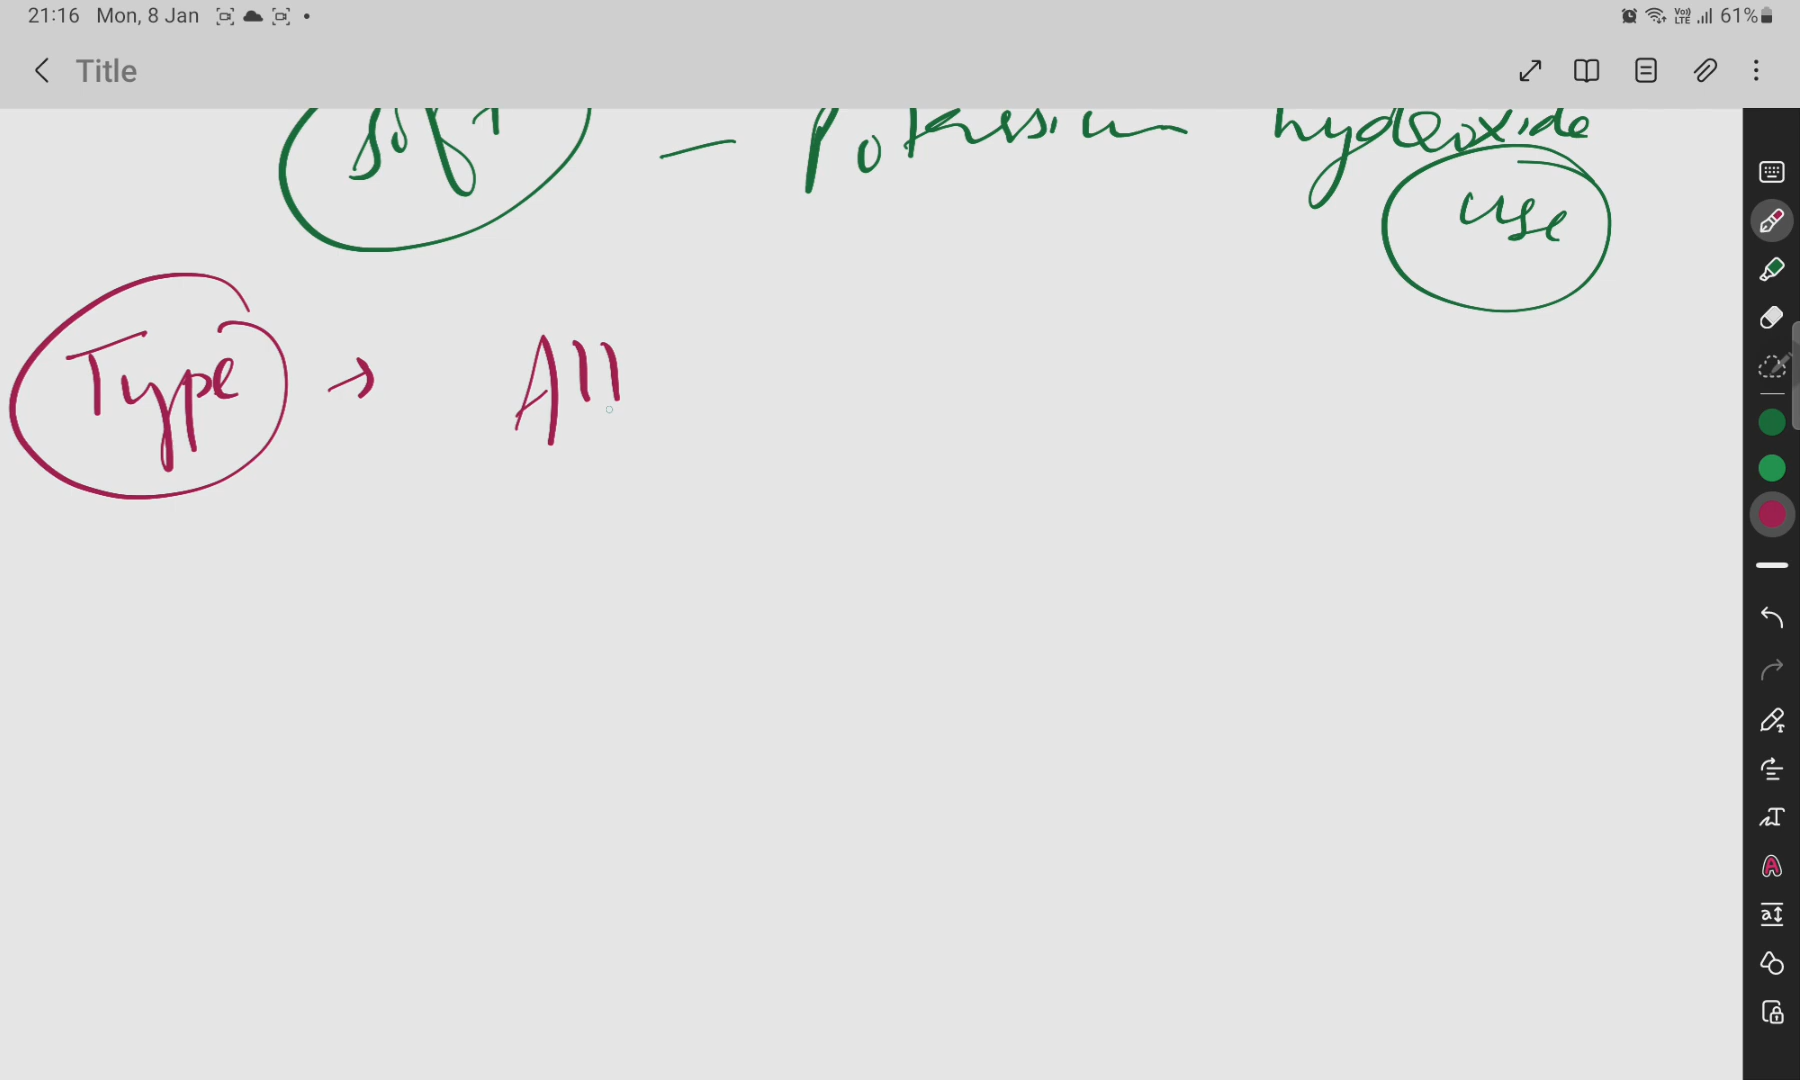 21:16 Mon, 8 Jan 61%
Title
Soft — Potassium hydroxide
use
Type → All